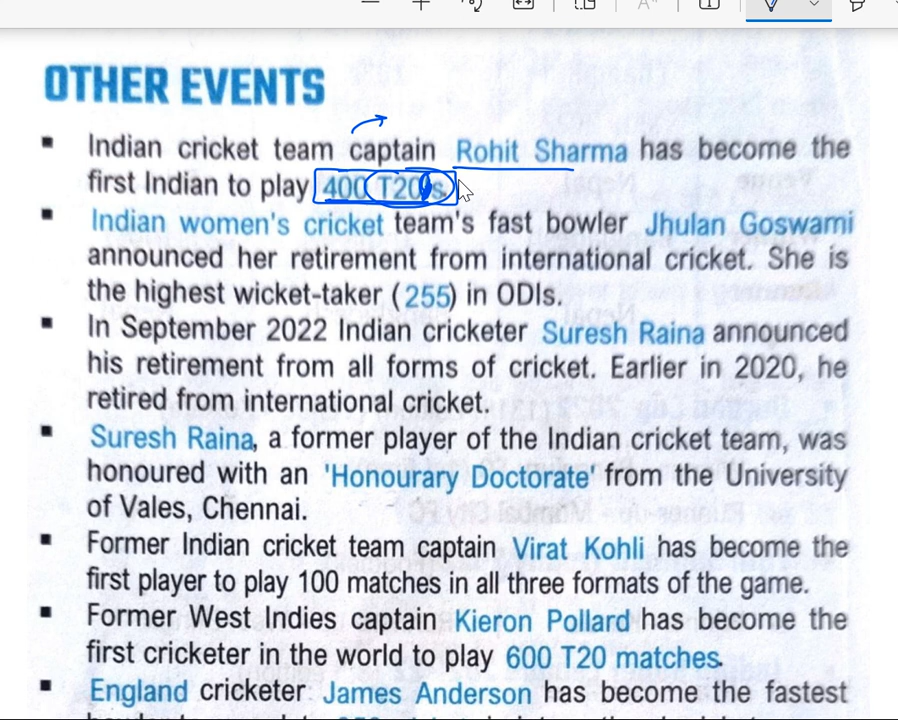 OTHER EVENTS
▪ Indian cricket team captain Rohit Sharma has become the
first Indian to play 400 T20s.
▪ Indian women's cricket team's fast bowler Jhulan Goswami
announced her retirement from international cricket. She is
the highest wicket-taker (255) in ODIs.
▪ In September 2022 Indian cricketer Suresh Raina announced
his retirement from all forms of cricket. Earlier in 2020, he
retired from international cricket.
▪ Suresh Raina, a former player of the Indian cricket team, was
honoured with an 'Honourary Doctorate' from the University
of Vales, Chennai.
▪ Former Indian cricket team captain Virat Kohli has become the
first player to play 100 matches in all three formats of the game.
▪ Former West Indies captain Kieron Pollard has become the
first cricketer in the world to play 600 T20 matches.
▪ England cricketer James Anderson has become the fastest